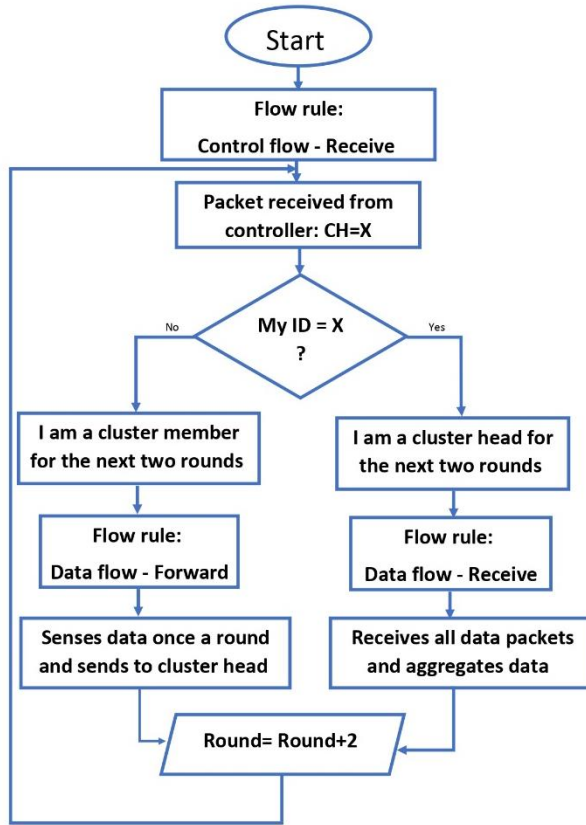 Start
Flow rule:
Control flow - Receive
Packet received from
controller: CH=X
My ID = X
?
No
Yes
I am a cluster member
for the next two rounds
I am a cluster head for
the next two rounds
Flow rule:
Data flow - Forward
Flow rule:
Data flow - Receive
Senses data once a round
and sends to cluster head
Receives all data packets
and aggregates data
Round= Round+2